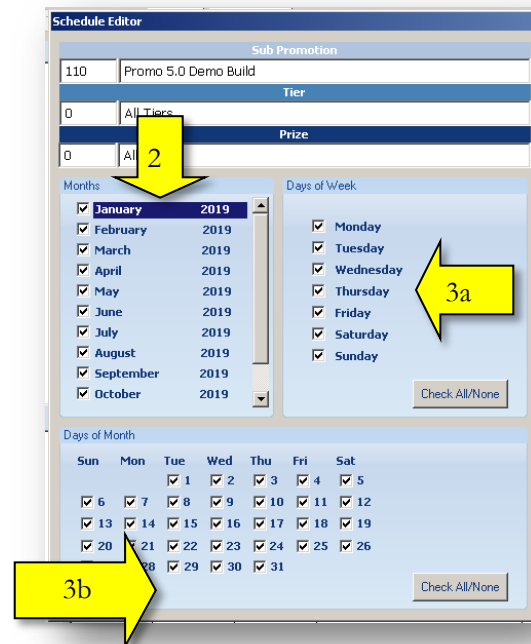 Schedule Editor
Sub Promotion
110 Promo 5.0 Demo Build
Tier
0 All Tiers
Prize
0 All
2
Months
January 2019
February 2019
March 2019
April 2019
May 2019
June 2019
July 2019
August 2019
September 2019
October 2019
Days of Week
Monday
Tuesday
Wednesday
Thursday
Friday
Saturday
Sunday
3a
Check All/None
Days of Month
Sun Mon Tue Wed Thu Fri Sat
1 2 3 4 5
6 7 8 9 10 11 12
13 14 15 16 17 18 19
20 21 22 23 24 25 26
28 29 30 31
3b
Check All/None